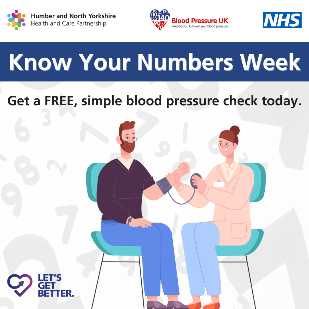 Humber and North Yorkshire
Health and Care Partnership
Blood Pressure UK
NHS
Know Your Numbers Week
Get a FREE, simple blood pressure check today.
LET'S
GET
BETTER.